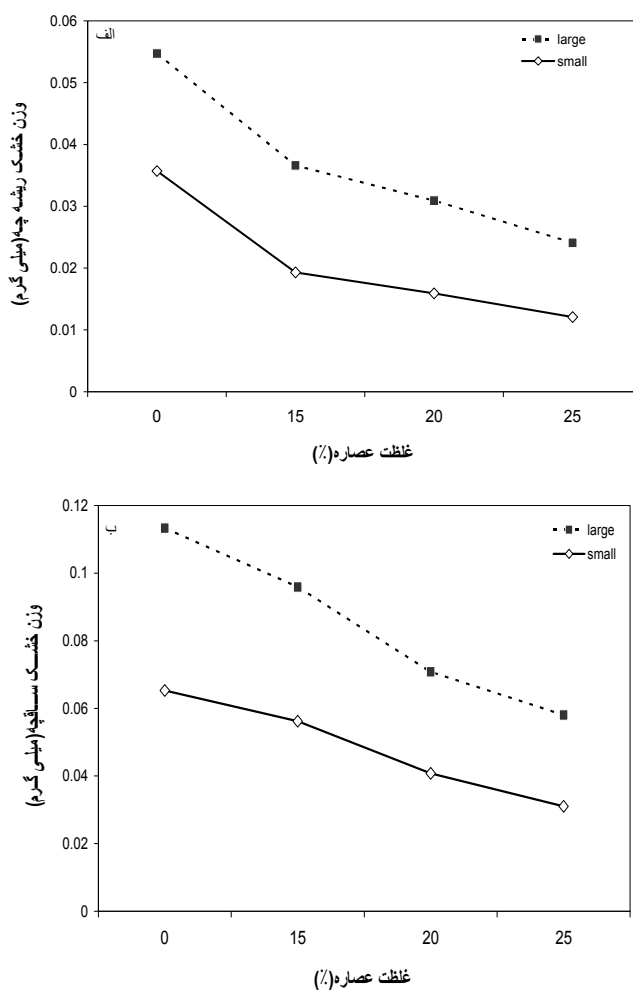 الف
large
small
0.06
0.05
0.04
0.03
0.02
0.01
0
وزن خشک ریشه چه(میلی گرم)
0
15
20
25
غلظت عصاره(٪)
ب
large
small
0.12
0.1
0.08
0.06
0.04
0.02
0
وزن خشک ساقچه(میلی گرم)
0
15
20
25
غلظت عصاره(٪)